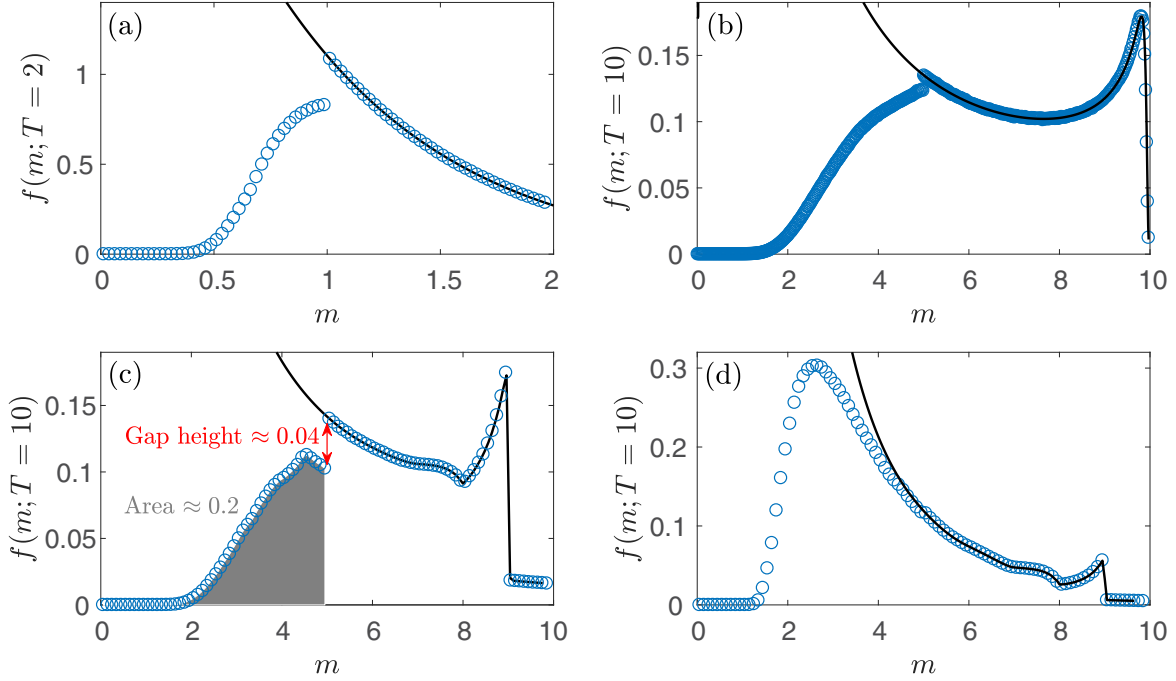 (a)
f(m; T = 2)
1
0.5
0
0 0.5 1 1.5 2
m
(b)
f(m; T = 10)
0.15
0.1
0.05
0
0 2 4 6 8 10
m
(c)
f(m; T = 10)
0.15
0.1
0.05
0
Gap height ≈ 0.04
Area ≈ 0.2
0 2 4 6 8 10
m
(d)
f(m; T = 10)
0.3
0.2
0.1
0
0 2 4 6 8 10
m